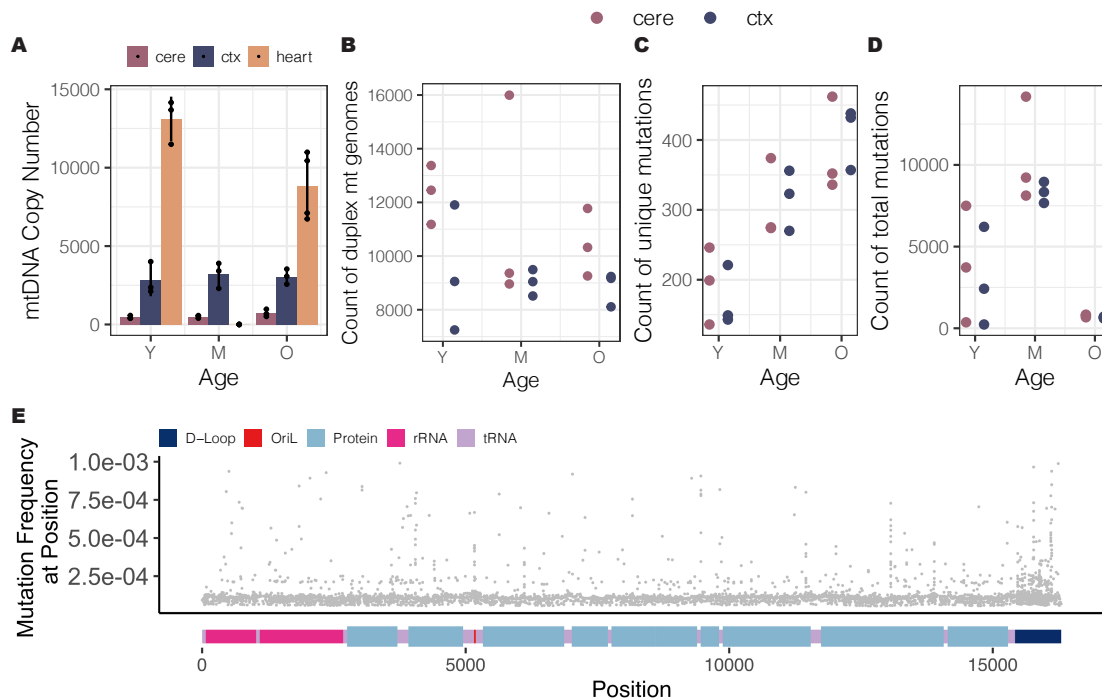 cere ctx
A
cere ctx heart
mtDNA Copy Number
15000
10000
5000
0
Y M O
Age
B
Count of duplex mt genomes
16000
14000
12000
10000
8000
Y M O
Age
C
Count of unique mutations
400
300
200
Y M O
Age
D
Count of total mutations
10000
5000
0
Y M O
Age
E
D-Loop OriL Protein rRNA tRNA
Mutation Frequency
at Position
1.0e-03
7.5e-04
5.0e-04
2.5e-04
0 5000 10000 15000
Position